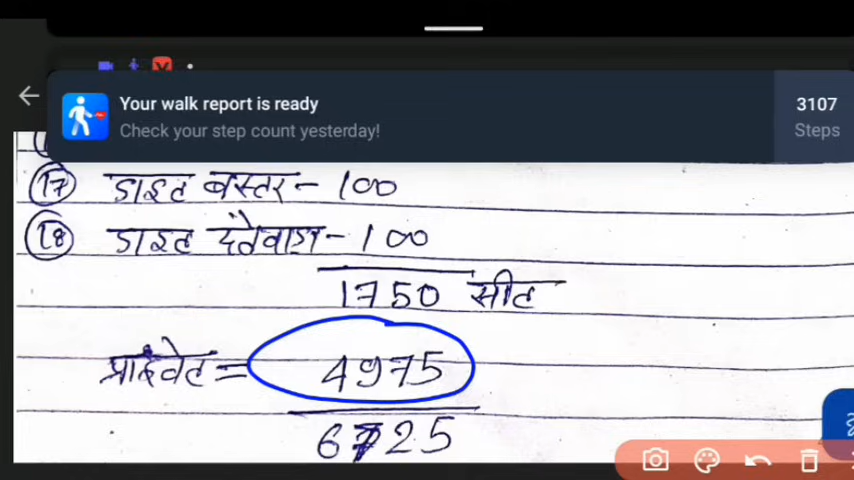 Your walk report is ready
Check your step count yesterday!
3107
Steps
17 डाइट बस्तर - 100
18 डाइट दंतेवाड़ा - 100
1750 सीट
प्राइवेट = 4975
6725